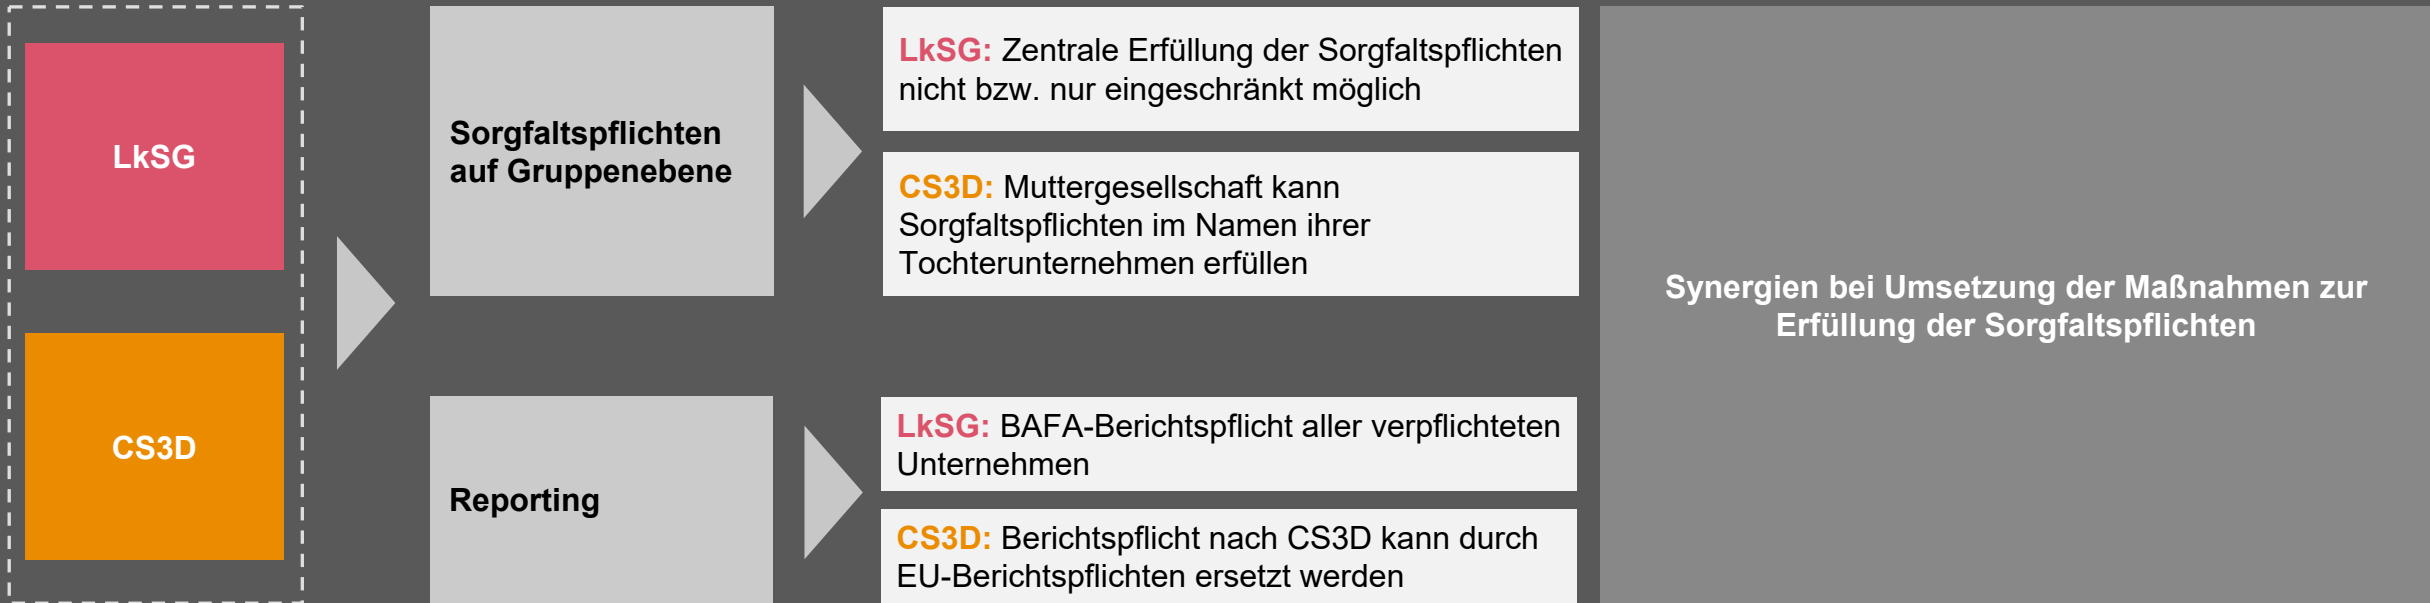 LkSG
CS3D
Sorgfaltspflichten
auf Gruppenebene
LkSG: Zentrale Erfüllung der Sorgfaltspflichten
nicht bzw. nur eingeschränkt möglich
CS3D: Muttergesellschaft kann
Sorgfaltspflichten im Namen ihrer
Tochterunternehmen erfüllen
Reporting
LkSG: BAFA-Berichtspflicht aller verpflichteten
Unternehmen
CS3D: Berichtspflicht nach CS3D kann durch
EU-Berichtspflichten ersetzt werden
Synergien bei Umsetzung der Maßnahmen zur
Erfüllung der Sorgfaltspflichten